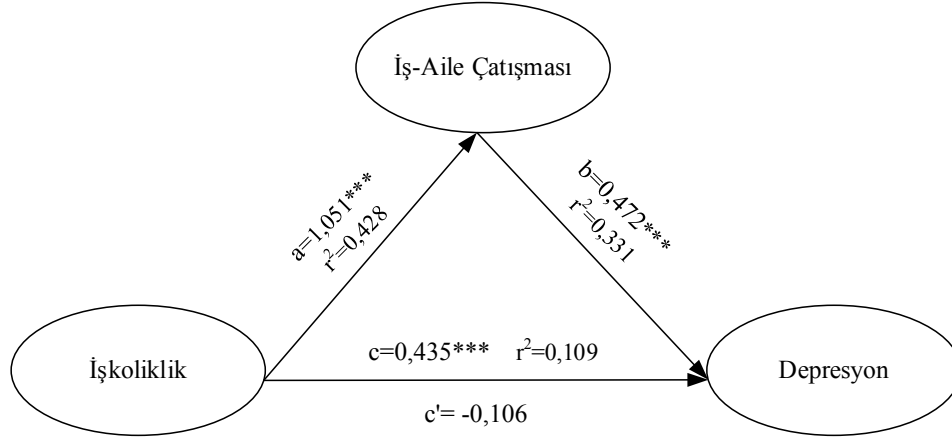 İş-Aile Çatışması
a=1,051***
r²=0,428
b=0,472***
r²=0,331
İşkoliklik
c=0,435*** r²=0,109
Depresyon
c'= -0,106